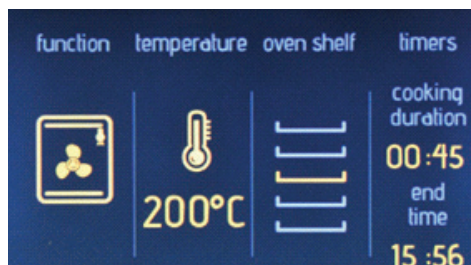 function temperature oven shelf timers
cooking
duration
00:45
200°C
end
time
15:56